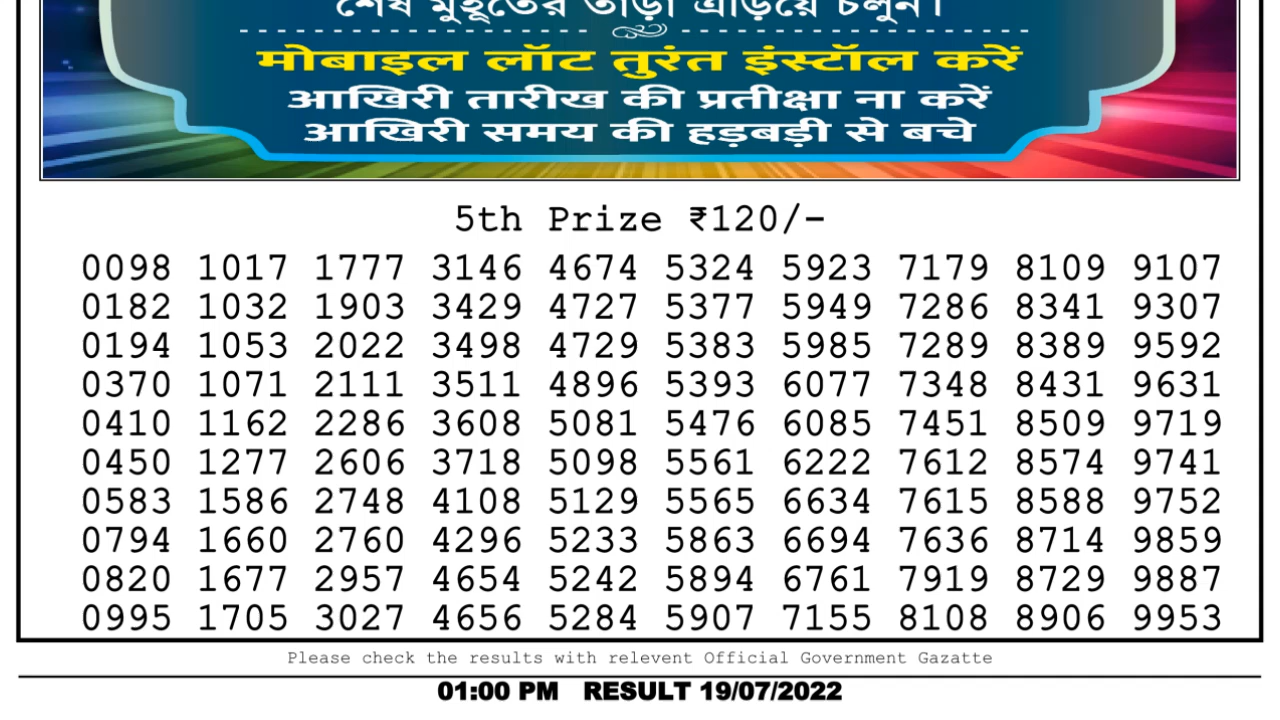 শেষ মুহূর্তের তাড়া এড়িয়ে চলুন।
मोबाइल लॉट तुरंत इंस्टॉल करें
आखिरी तारीख की प्रतीक्षा ना करें
आखिरी समय की हड़बड़ी से बचे
5th Prize ₹120/-
0098 1017 1777 3146 4674 5324 5923 7179 8109 9107
0182 1032 1903 3429 4727 5377 5949 7286 8341 9307
0194 1053 2022 3498 4729 5383 5985 7289 8389 9592
0370 1071 2111 3511 4896 5393 6077 7348 8431 9631
0410 1162 2286 3608 5081 5476 6085 7451 8509 9719
0450 1277 2606 3718 5098 5561 6222 7612 8574 9741
0583 1586 2748 4108 5129 5565 6634 7615 8588 9752
0794 1660 2760 4296 5233 5863 6694 7636 8714 9859
0820 1677 2957 4654 5242 5894 6761 7919 8729 9887
0995 1705 3027 4656 5284 5907 7155 8108 8906 9953
Please check the results with relevent Official Government Gazatte
01:00 PM RESULT 19/07/2022